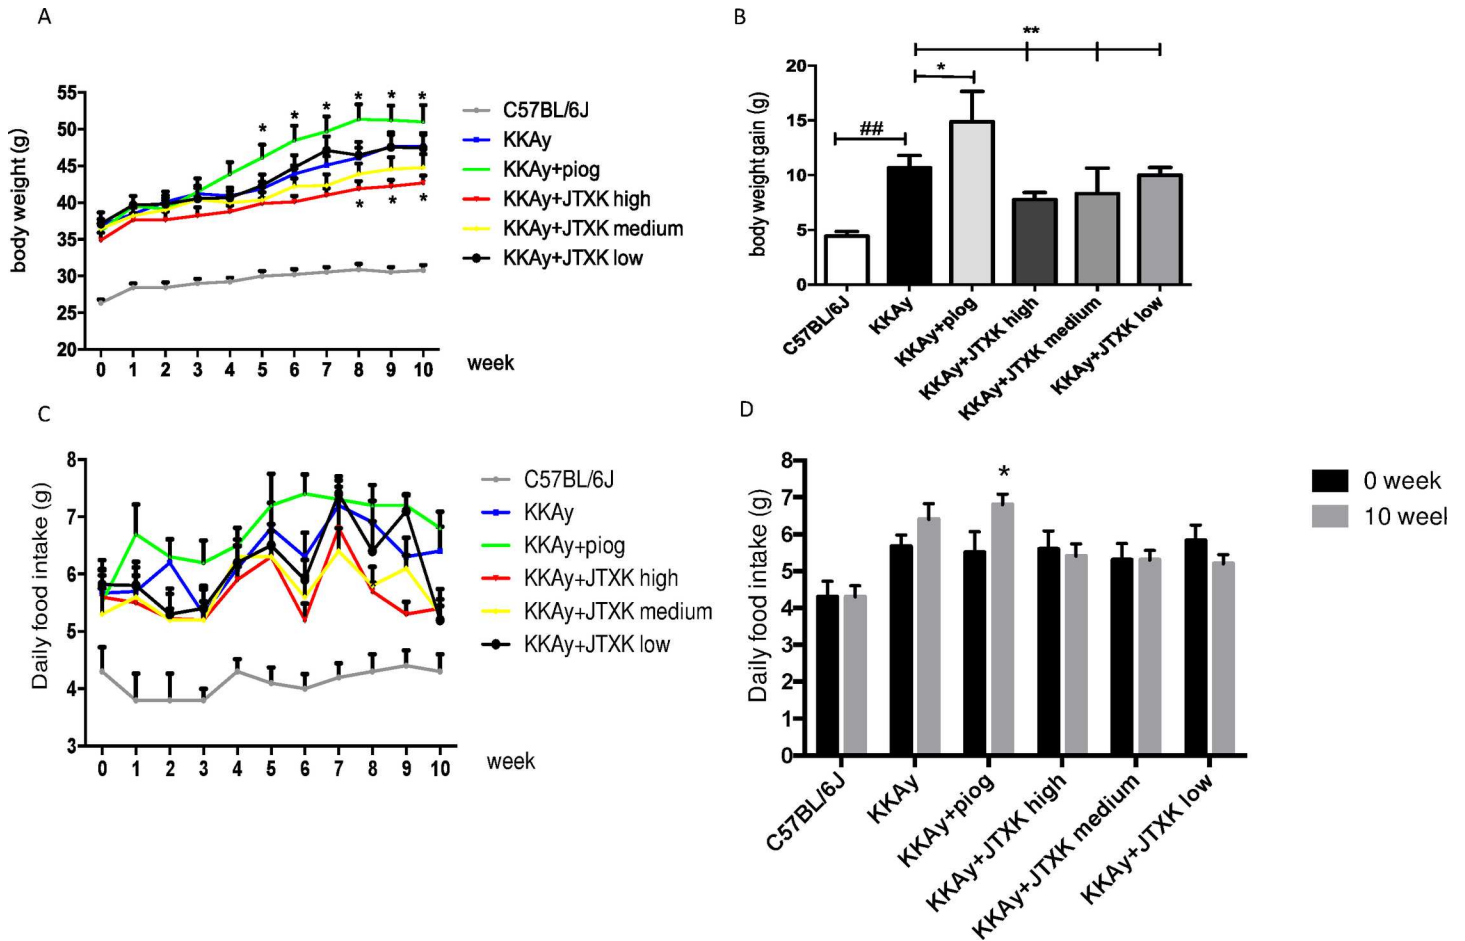 A
body weight (g)
55
50
45
40
35
30
25
20
* * * * * *
* * *
0 1 2 3 4 5 6 7 8 9 10
week
C57BL/6J
KKAy
KKAy+piog
KKAy+JTXK high
KKAy+JTXK medium
KKAy+JTXK low
B
body weight gain (g)
20
15
10
5
0
**
*
##
C57BL/6J
KKAy
KKAy+piog
KKAy+JTXK high
KKAy+JTXK medium
KKAy+JTXK low
C
Daily food intake (g)
8
7
6
5
4
3
0 1 2 3 4 5 6 7 8 9 10
week
C57BL/6J
KKAy
KKAy+piog
KKAy+JTXK high
KKAy+JTXK medium
KKAy+JTXK low
D
Daily food intake (g)
8
7
6
5
4
3
2
1
0
*
C57BL/6J
KKAy
KKAy+piog
KKAy+JTXK high
KKAy+JTXK medium
KKAy+JTXK low
0 week
10 week